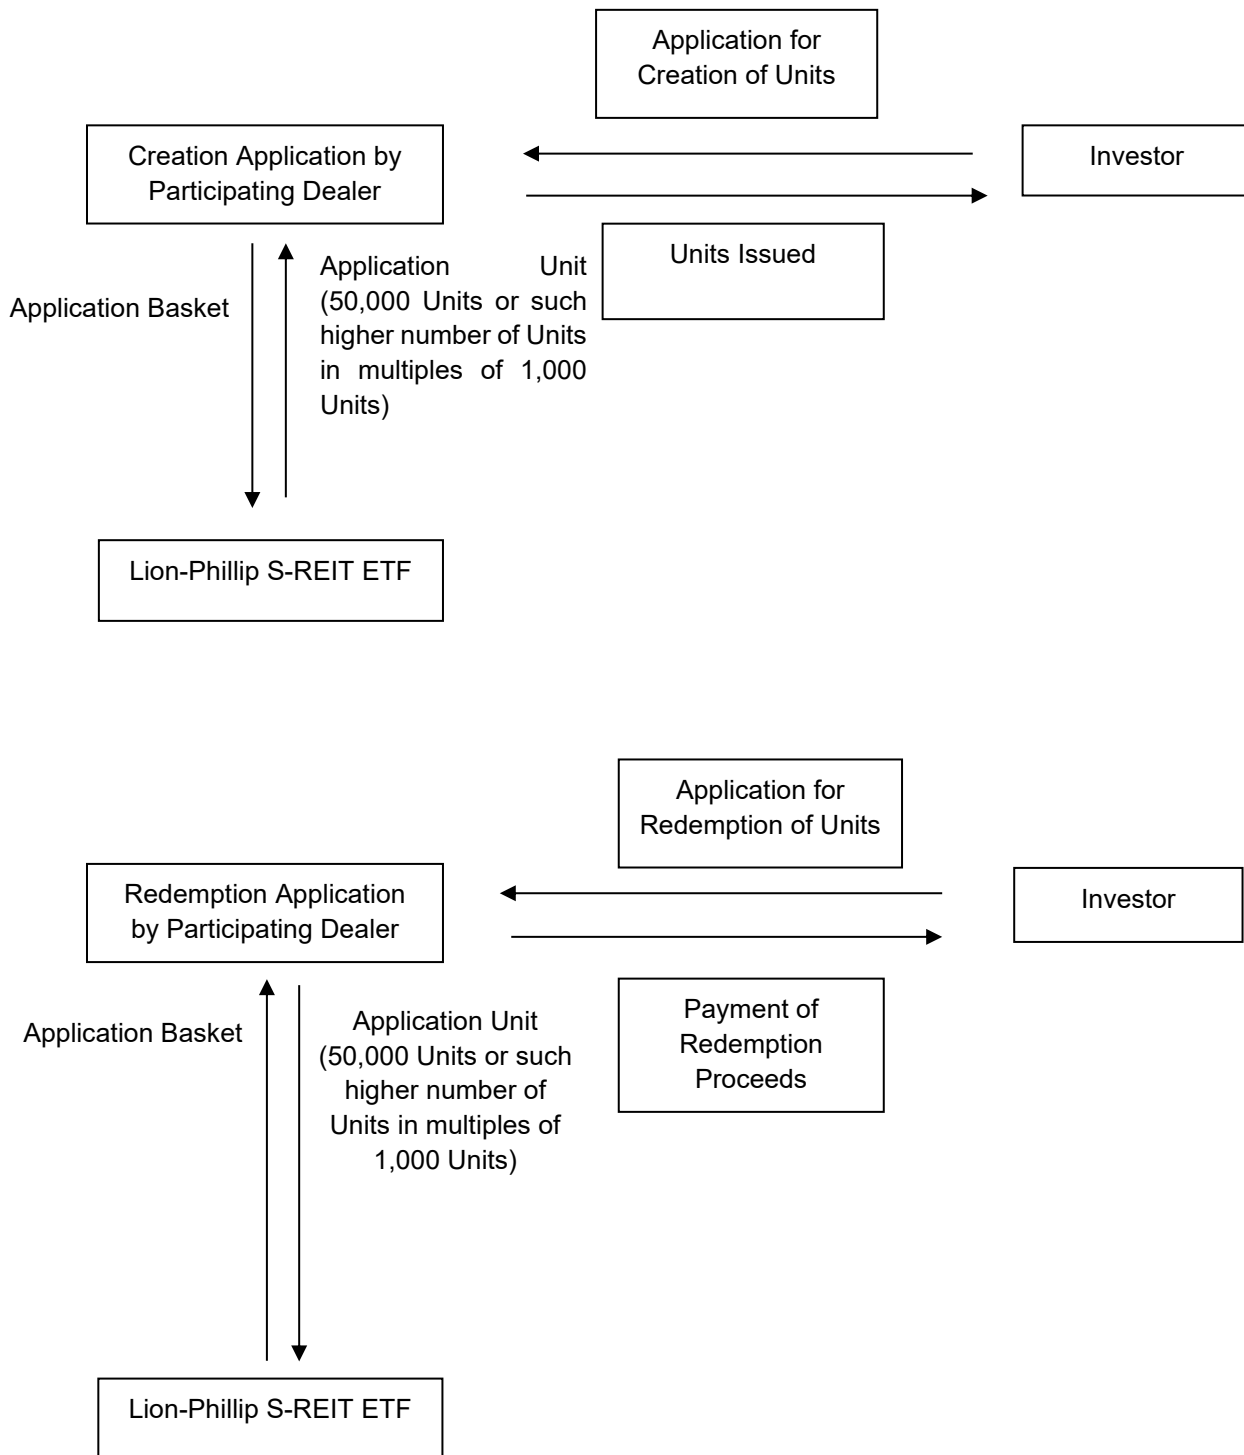 Application for
Creation of Units
Creation Application by
Participating Dealer
Investor
Units Issued
Application Basket
Application Unit
(50,000 Units or such
higher number of Units
in multiples of 1,000
Units)
Lion-Phillip S-REIT ETF
Application for
Redemption of Units
Redemption Application
by Participating Dealer
Investor
Payment of
Redemption
Proceeds
Application Basket
Application Unit
(50,000 Units or such
higher number of
Units in multiples of
1,000 Units)
Lion-Phillip S-REIT ETF